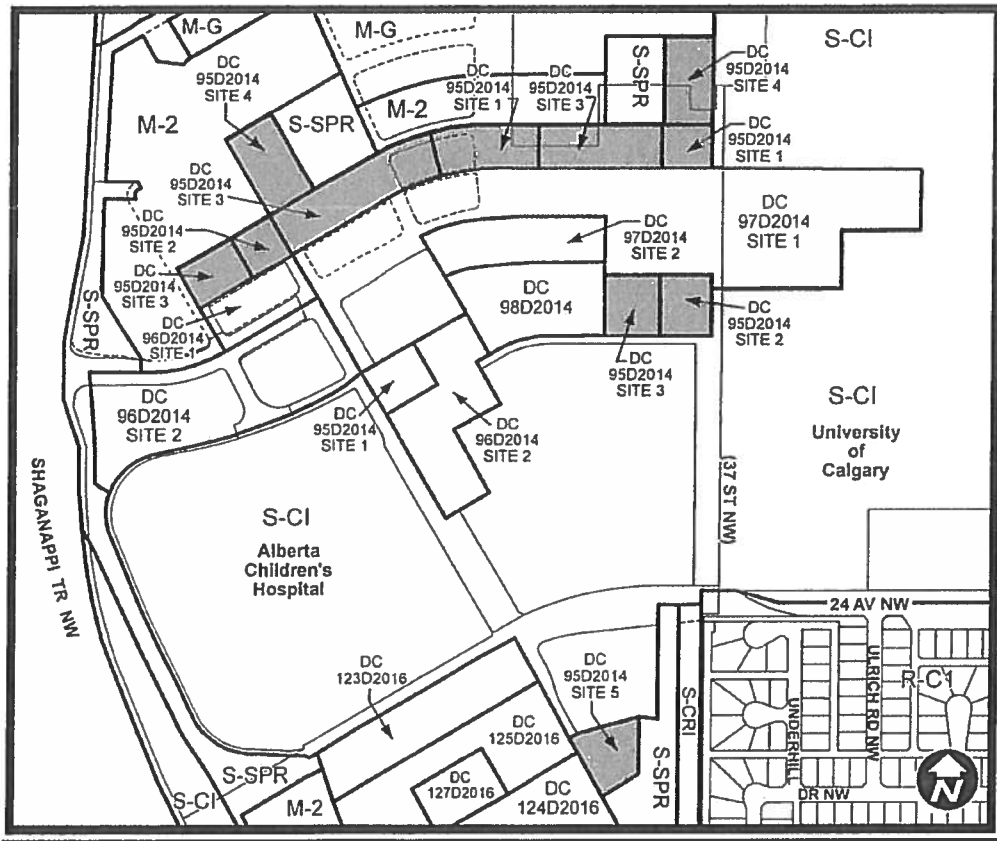 M-G
M-G
S-CI
DC
95D2014
SITE 4
DC
95D2014
SITE 1
DC
95D2014
SITE 3
S-SPR
DC
95D2014
SITE 4
M-2
S-SPR
M-2
DC
95D2014
SITE 1
DC
95D2014
SITE 3
DC
95D2014
SITE 2
DC
95D2014
SITE 3
DC
97D2014
SITE 2
DC
97D2014
SITE 1
S-SPR
DC
96D2014
SITE 1
DC
98D2014
DC
95D2014
SITE 2
DC
95D2014
SITE 3
DC
96D2014
SITE 2
DC
95D2014
SITE 1
DC
96D2014
SITE 2
S-CI
University
of
Calgary
(37 ST NW)
SHAGANAPPI TR NW
S-CI
Alberta
Children's
Hospital
24 AV NW
DC
123D2016
DC
95D2014
SITE 5
S-CRI
UNDERHILL
DR NW
ULRICH RD NW
R-C1
DC
125D2016
S-SPR
S-SPR
S-CI
M-2
DC
127D2016
DC
124D2016
N